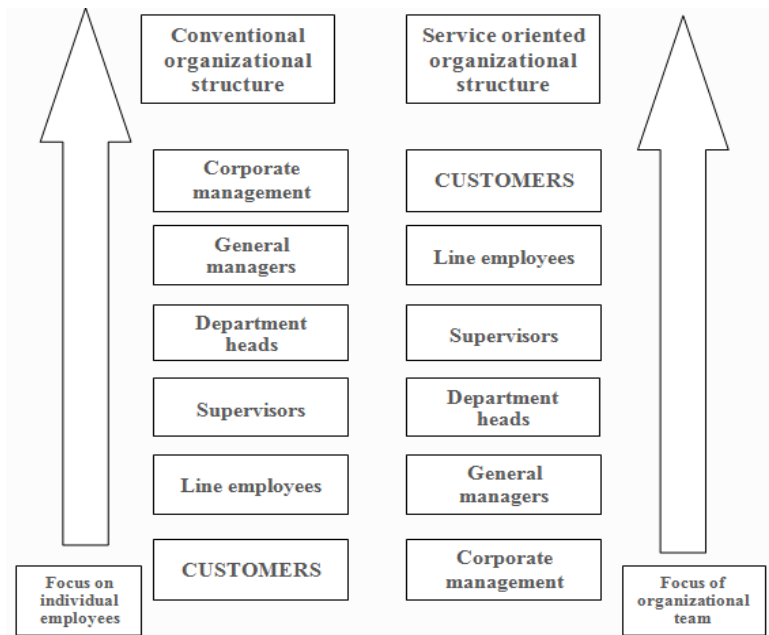 Conventional
organizational
structure
Service oriented
organizational
structure
Corporate
management
CUSTOMERS
General
managers
Line employees
Department
heads
Supervisors
Supervisors
Department
heads
Line employees
General
managers
CUSTOMERS
Corporate
management
Focus on
individual
employees
Focus of
organizational
team